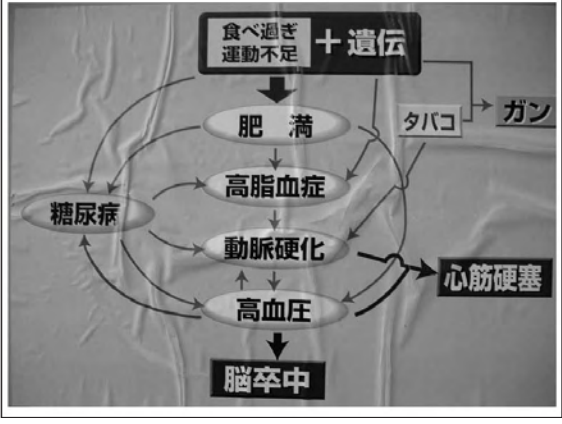 食べ過ぎ
運動不足
＋遺伝
肥 満
タバコ
ガン
高脂血症
糖尿病
動脈硬化
心筋硬塞
高血圧
脳卒中